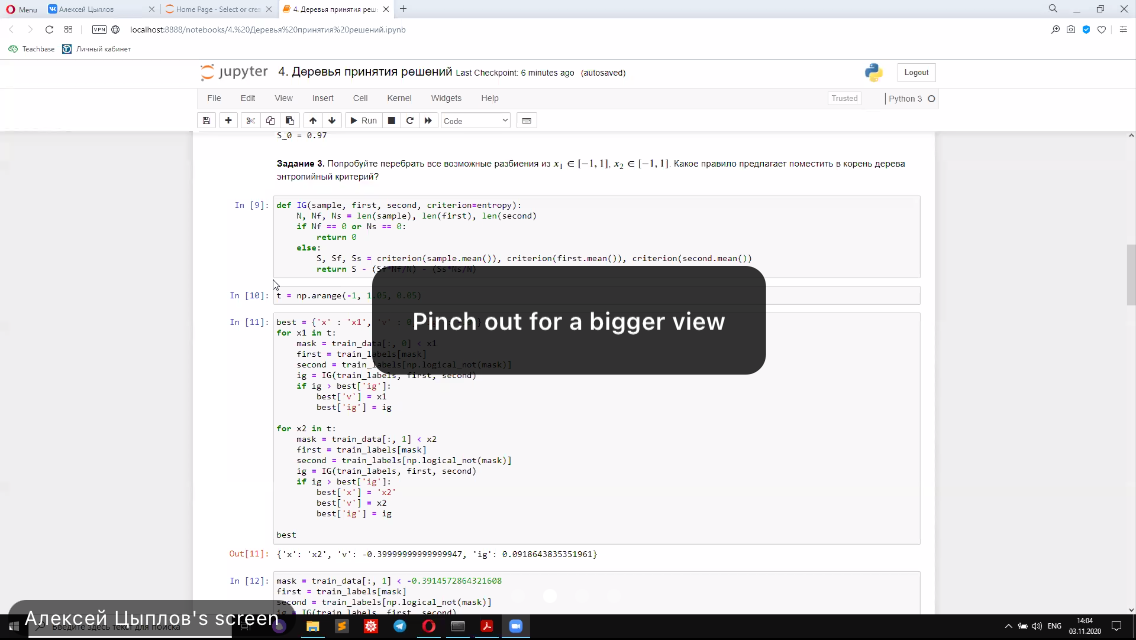 Menu
Алексей Цыплов
Home Page - Select or cre
4. Деревья принятия реш
VPN
localhost:8888/notebooks/4.%20Деревья%20принятия%20решений.ipynb
Teachbase
Личный кабинет
jupyter 4. Деревья принятия решений Last Checkpoint: 6 minutes ago (autosaved)
Logout
File Edit View Insert Cell Kernel Widgets Help
Trusted
Python 3
Run
Code
S_0 = 0.97
Задание 3. Попробуйте перебрать все возможные разбиения из x1 ∈ [−1, 1], x2 ∈ [−1, 1]. Какое правило предлагает поместить в корень дерева
энтропийный критерий?
In [9]:
def IG(sample, first, second, criterion=entropy):
N, Nf, Ns = len(sample), len(first), len(second)
if Nf == 0 or Ns == 0:
return 0
else:
S, Sf, Ss = criterion(sample.mean()), criterion(first.mean()), criterion(second.mean())
return S - (Sf*Nf/N) - (Ss*Ns/N)
In [10]:
t = np.arange(-1, 1.05, 0.05)
Pinch out for a bigger view
In [11]:
best = {'x' : 'x1', 'v' :
for x1 in t:
mask = train_data[:, 0] < x1
first = train_labels[mask]
second = train_labels[np.logical_not(mask)]
ig = IG(train_labels, first, second)
if ig > best['ig']:
best['v'] = x1
best['ig'] = ig
for x2 in t:
mask = train_data[:, 1] < x2
first = train_labels[mask]
second = train_labels[np.logical_not(mask)]
ig = IG(train_labels, first, second)
if ig > best['ig']:
best['x'] = 'x2'
best['v'] = x2
best['ig'] = ig
best
Out[11]:
{'x': 'x2', 'v': -0.39999999999999947, 'ig': 0.0918643835351961}
In [12]:
mask = train_data[:, 1] < -0.3914572864321608
first = train_labels[mask]
second = train_labels[np.logical_not(mask)]
ig = IG(train_labels, first, second)
Алексей Цыплов's screen
ENG
14:04
03.11.2020